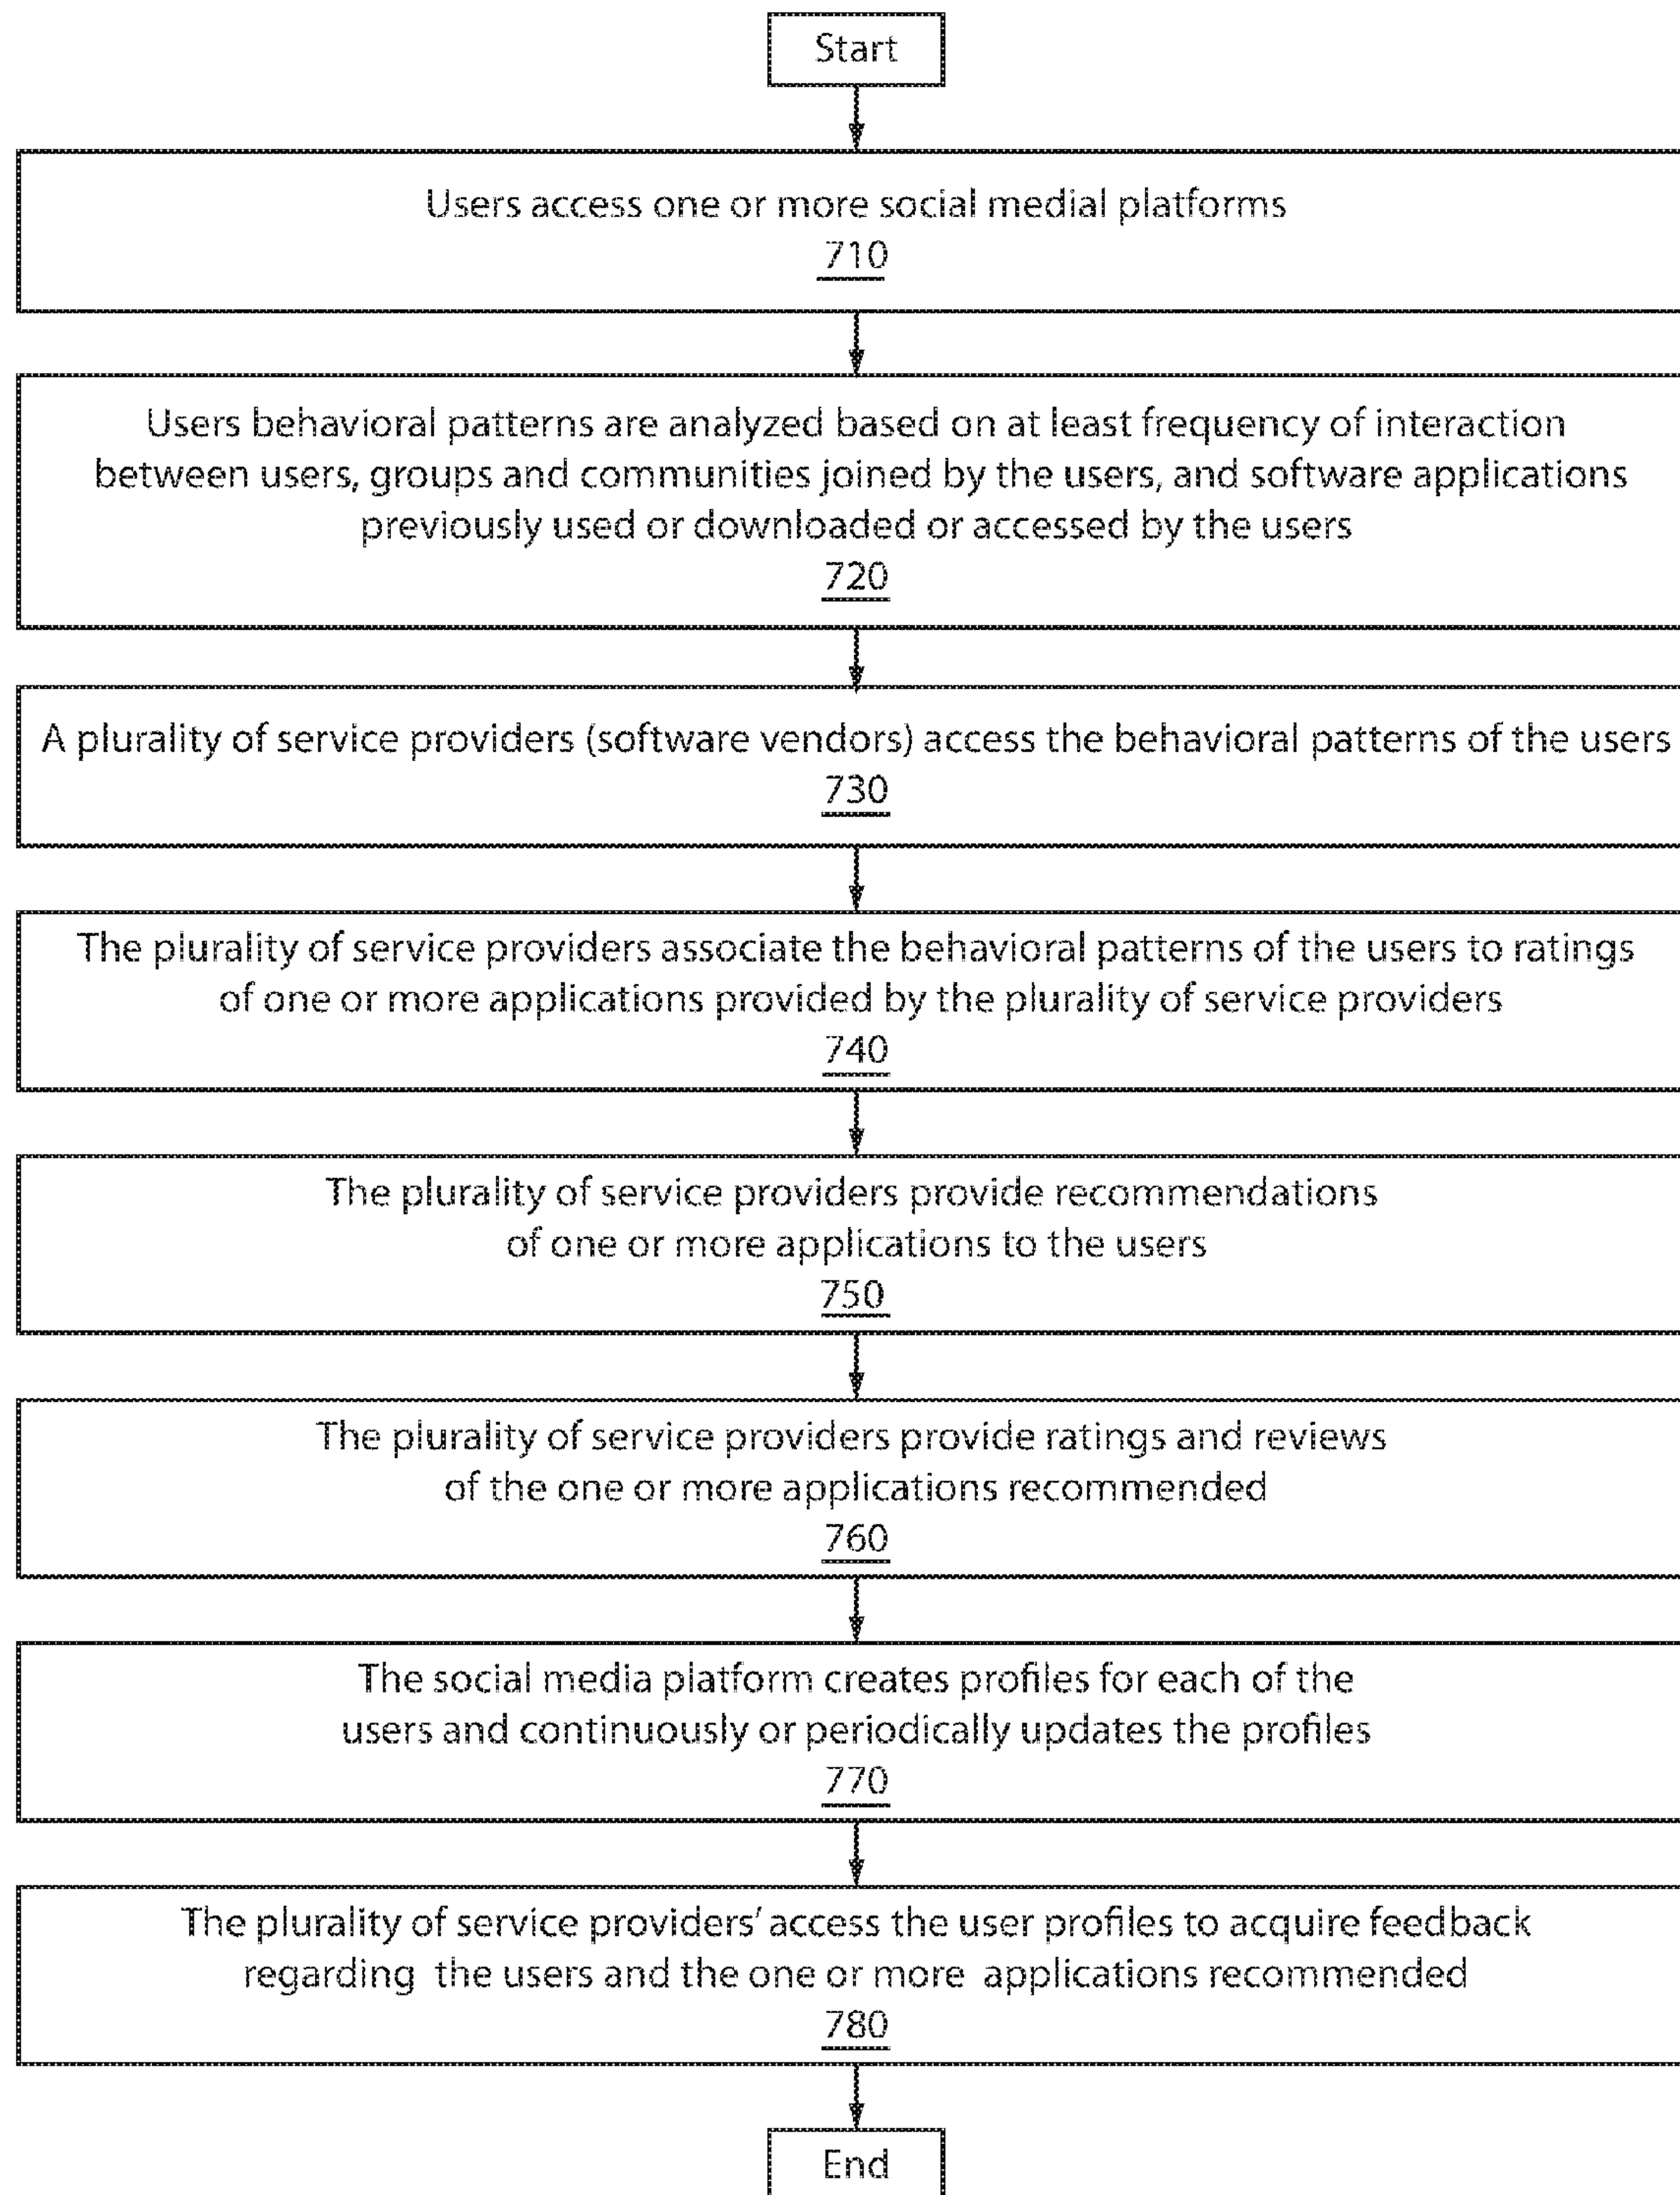 Start
Users access one or more social medial platforms
710
Users behavioral patterns are analyzed based on at least frequency of interaction
between users, groups and communities joined by the users, and software applications
previously used or downloaded or accessed by the users
720
A plurality of service providers (software vendors) access the behavioral patterns of the users
730
The plurality of service providers associate the behavioral patterns of the users to ratings
of one or more applications provided by the plurality of service providers
740
The plurality of service providers provide recommendations
of one or more applications to the users
750
The plurality of service providers provide ratings and reviews
of the one or more applications recommended
760
The social media platform creates profiles for each of the
users and continuously or periodically updates the profiles
770
The plurality of service providers' access the user profiles to acquire feedback
regarding the users and the one or more applications recommended
780
End